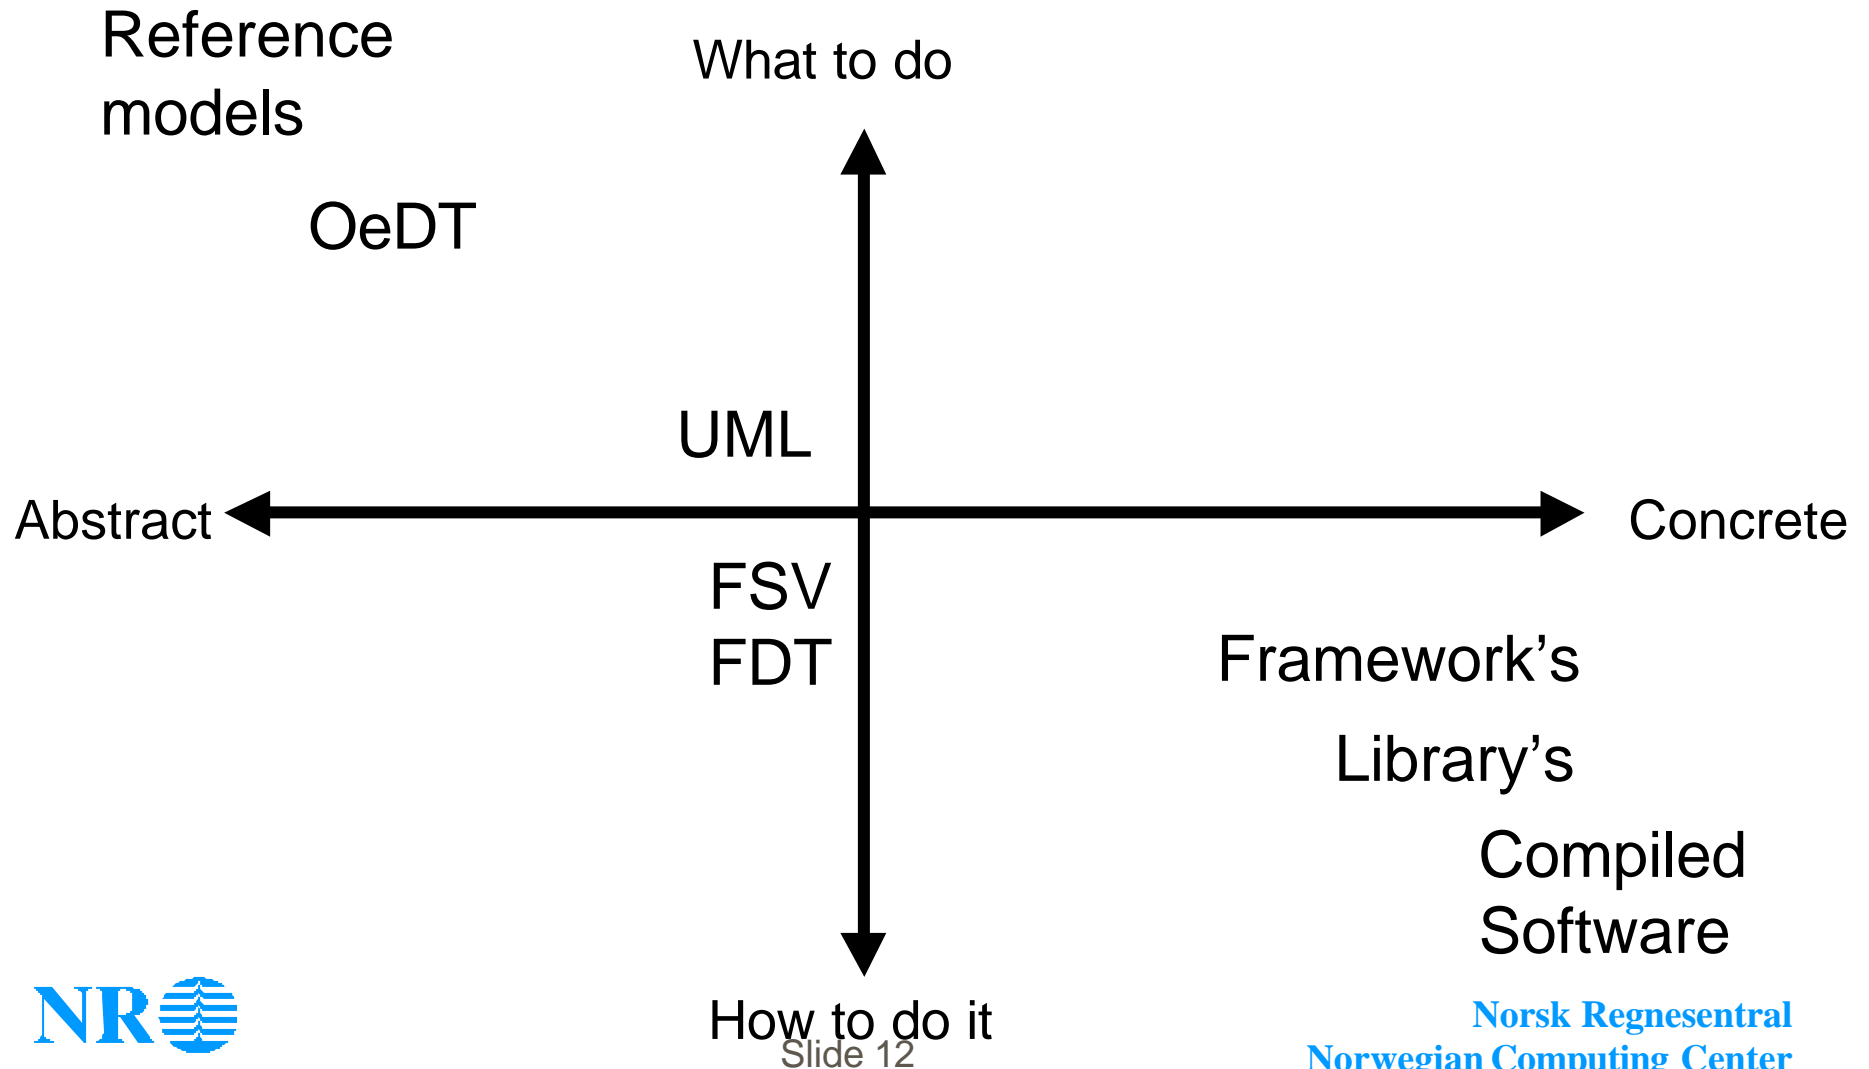 Reference
models
What to do
OeDT
UML
Abstract
Concrete
FSV
FDT
Framework’s
Library’s
Compiled
Software
NR
How to do it
Slide 12
Norsk Regnesentral
Norwegian Computing Center